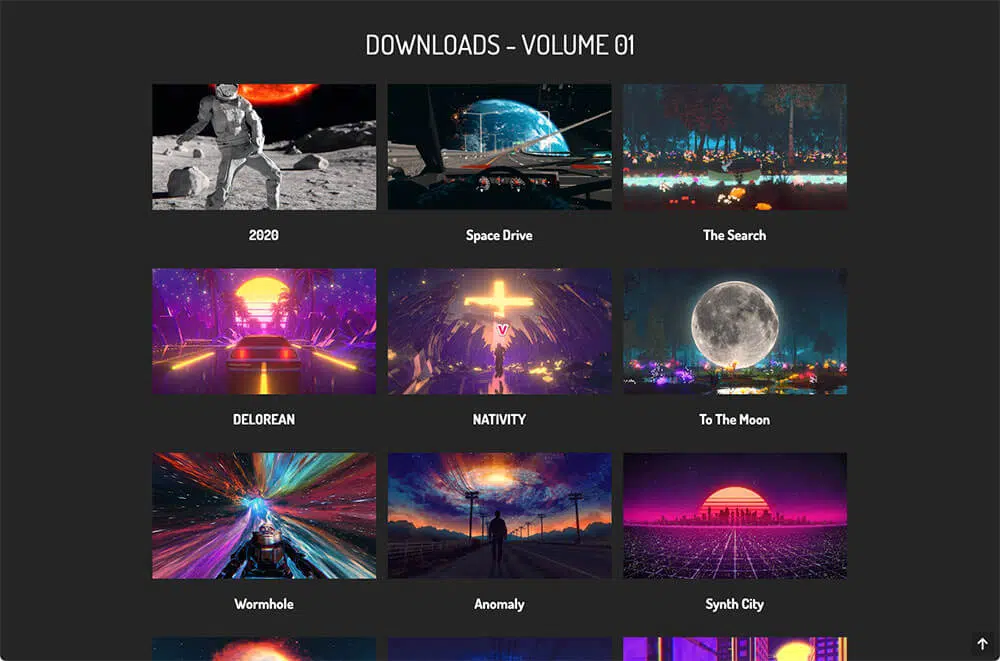 DOWNLOADS - VOLUME 01
2020
Space Drive
The Search
DELOREAN
NATIVITY
To The Moon
Wormhole
Anomaly
Synth City